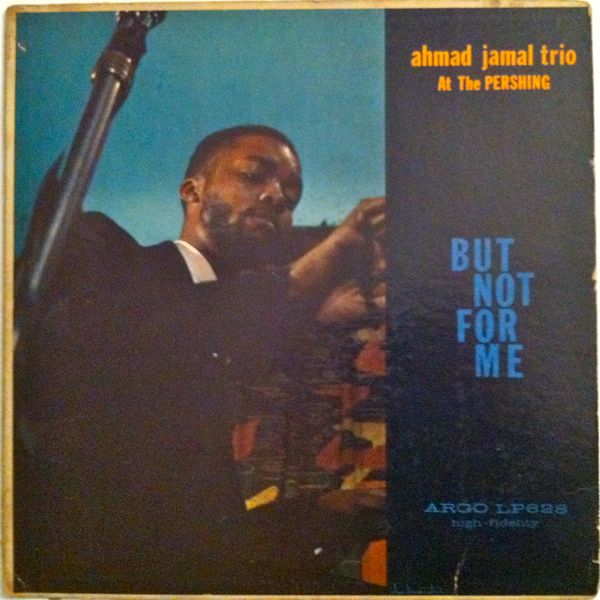 ahmad jamal trio
At The PERSHING
BUT
NOT
FOR
ME
ARGO LP628
high-fidelity